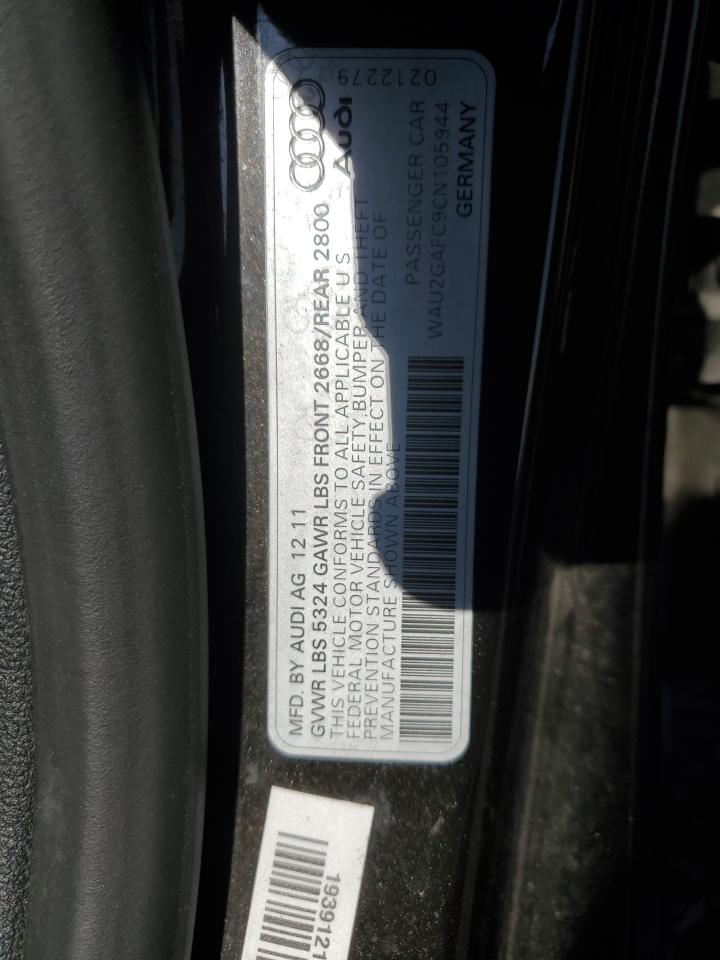 MFD. BY AUDI AG 12 11
GVWR LBS 5324 GAWR LBS FRONT 2668/REAR 2800
THIS VEHICLE CONFORMS TO ALL APPLICABLE U S
FEDERAL MOTOR VEHICLE SAFETY, BUMPER AND THEFT
PREVENTION STANDARDS IN EFFECT ON THE DATE OF
MANUFACTURE SHOWN ABOVE
Audi
PASSENGER CAR
WAU2GAFC9CN105944
GERMANY
0212279
1939121